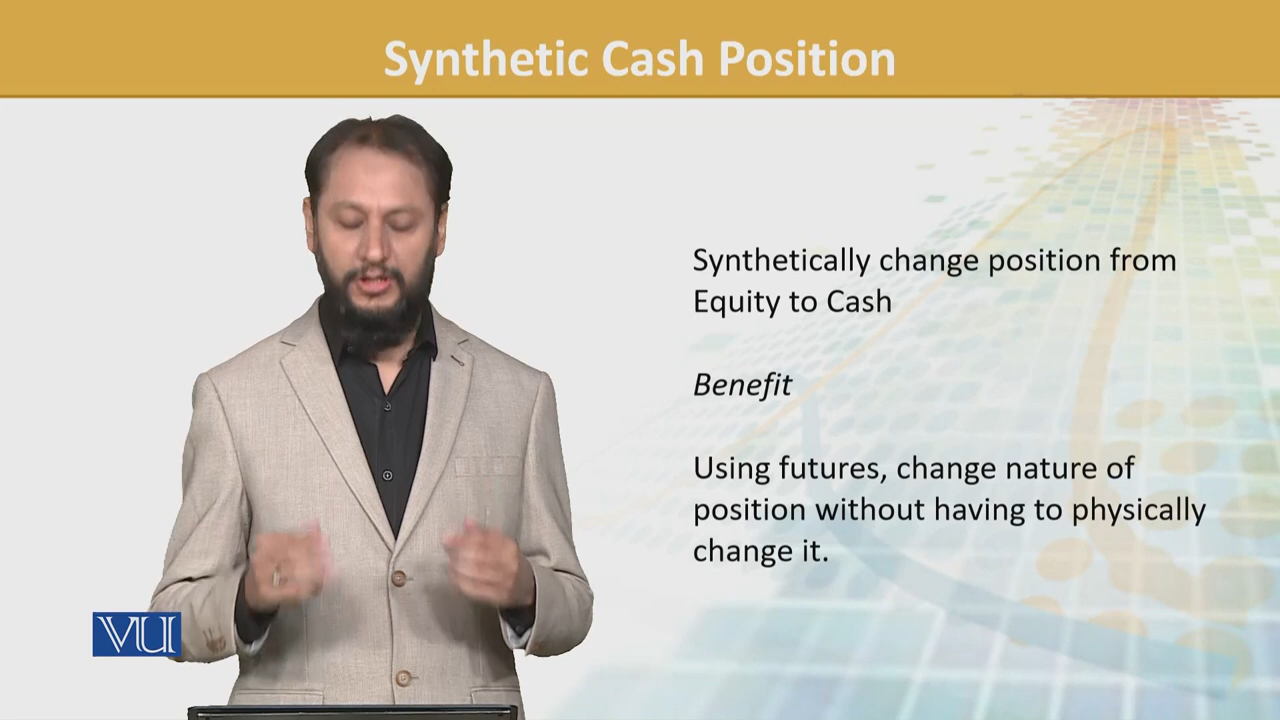 Synthetic Cash Position
Synthetically change position from
Equity to Cash
Benefit
Using futures, change nature of
position without having to physically
change it.
VU